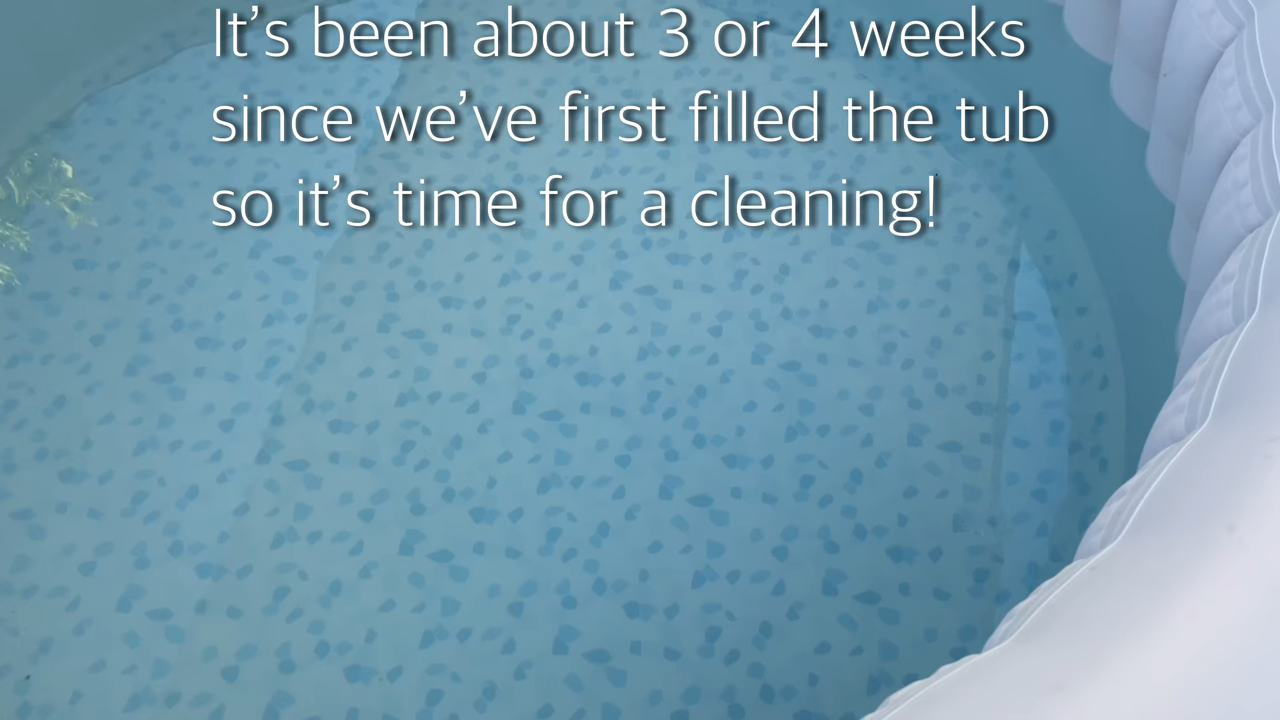 It’s been about 3 or 4 weeks
since we’ve first filled the tub
so it’s time for a cleaning!